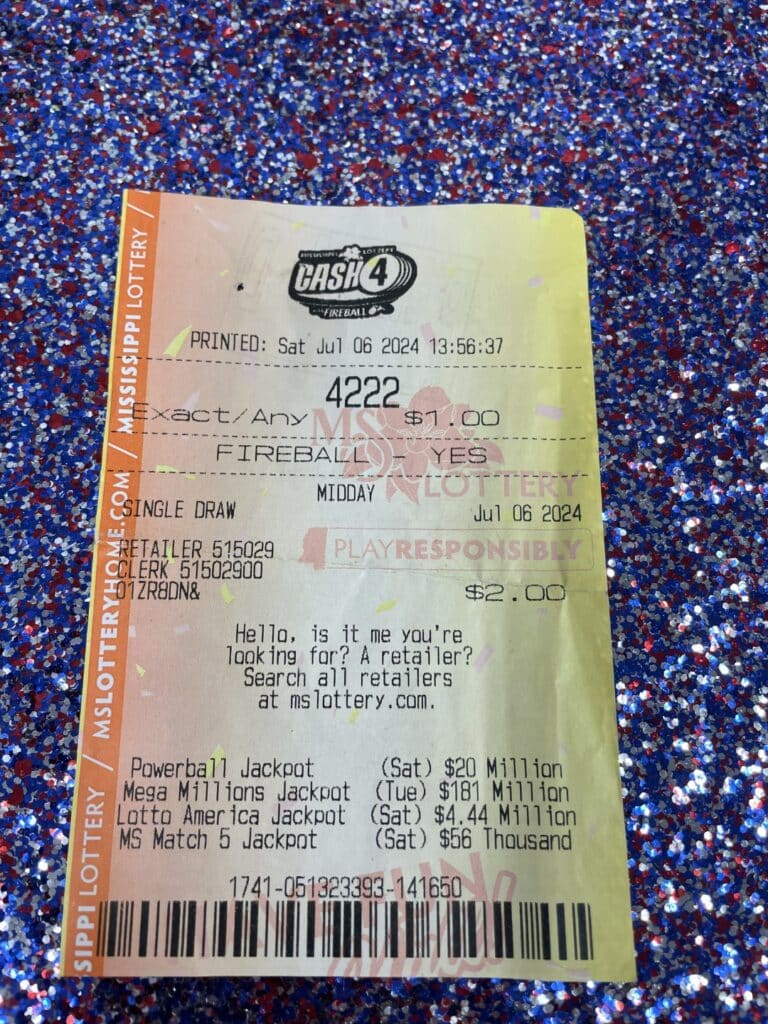 MISSISSIPPI LOTTERY
CASH 4
FIREBALL
PRINTED: Sat Jul 06 2024 13:56:37
4222
Exact/Any $1.00
FIREBALL - YES
MS LOTTERY
MIDDAY
SINGLE DRAW Jul 06 2024
PLAYRESPONSIBLY
RETAILER 515029
CLERK 51502900
01ZR8DN& $2.00
Hello, is it me you're
looking for? A retailer?
Search all retailers
at mslottery.com.
Powerball Jackpot (Sat) $20 Million
Mega Millions Jackpot (Tue) $181 Million
Lotto America Jackpot (Sat) $4.44 Million
MS Match 5 Jackpot (Sat) $56 Thousand
1741-051323393-141650
SIPPI LOTTERY / MSLOTTERYHOME.COM / MISSISSIPPI LOTTERY /